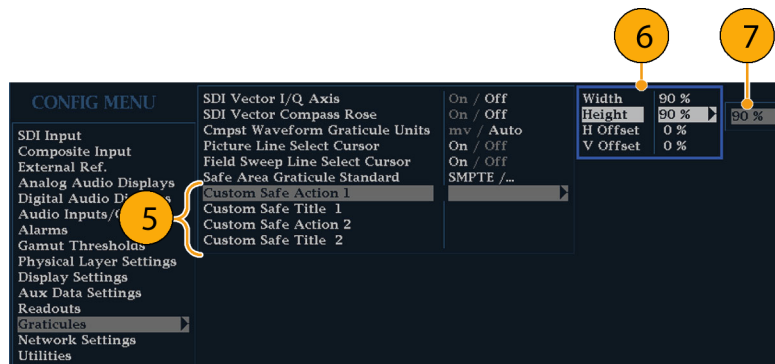 6
7
CONFIG MENU
SDI Input
Composite Input
External Ref.
Analog Audio Displays
Digital Audio
Audio Inputs/
Alarms
Gamut Thresholds
Physical Layer Settings
Display Settings
Aux Data Settings
Readouts
Graticules
Network Settings
Utilities
5
SDI Vector I/Q Axis On / Off
SDI Vector Compass Rose On / Off
Cmpst Waveform Graticule Units mv / Auto
Picture Line Select Cursor On / Off
Field Sweep Line Select Cursor On / Off
Safe Area Graticule Standard SMPTE /...
Custom Safe Action 1
Custom Safe Title 1
Custom Safe Action 2
Custom Safe Title 2
Width 90 %
Height 90 %
H Offset 0 %
V Offset 0 %
90 %